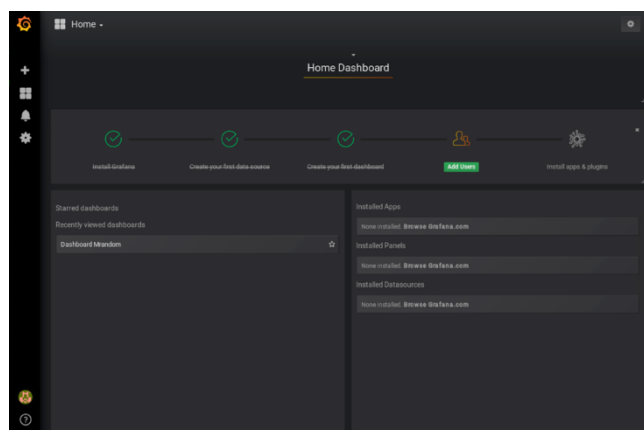 Home
Home Dashboard
Install Grafana
Create your first data source
Create your first dashboard
Add Users
Install apps & plugins
Starred dashboards
Recently viewed dashboards
Dashboard Mrandom
Installed Apps
None installed. Browse Grafana.com
Installed Panels
None installed. Browse Grafana.com
Installed Datasources
None installed. Browse Grafana.com